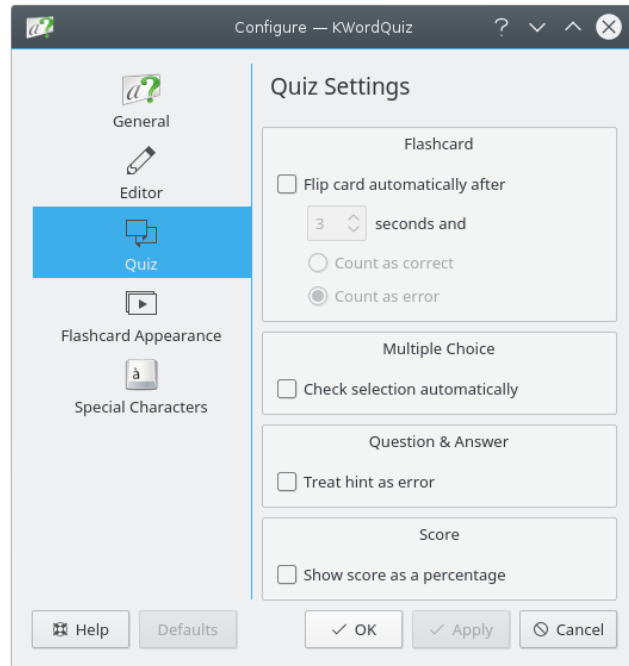 Configure — KWordQuiz
General
Editor
Quiz
Flashcard Appearance
à
Special Characters
Quiz Settings
Flashcard
Flip card automatically after
3 seconds and
Count as correct
Count as error
Multiple Choice
Check selection automatically
Question & Answer
Treat hint as error
Score
Show score as a percentage
Help Defaults OK Apply Cancel